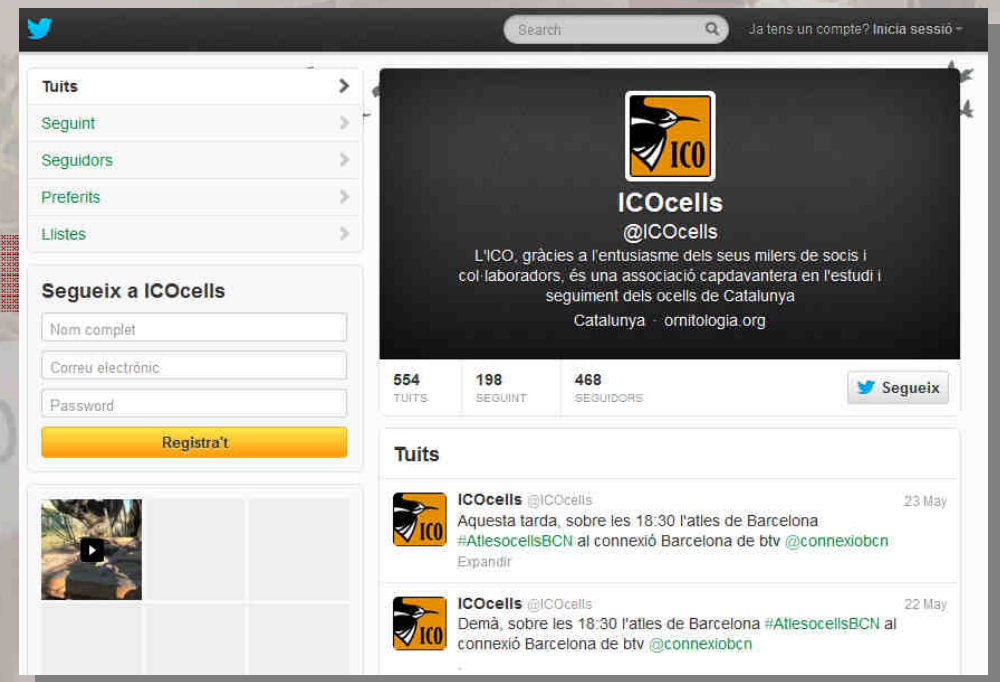 Search
Ja tens un compte? Inicia sessió
Tuits
Seguint
Seguidors
Preferits
Llistes
Segueix a ICOcells
Nom complet
Correu electrònic
Password
Registra't
ICO
ICOcells
@ICOcells
L'ICO, gràcies a l'entusiasme dels seus milers de socis i
col·laboradors, és una associació capdavantera en l'estudi i
seguiment dels ocells de Catalunya
Catalunya · ornitologia.org
554
TUITS
198
SEGUINT
468
SEGUIDORS
Segueix
Tuits
ICO
ICOcells @ICOcells 23 May
Aquesta tarda, sobre les 18:30 l'atles de Barcelona
#AtlesocellsBCN al connexió Barcelona de btv @connexiobcn
Expandir
ICO
ICOcells @ICOcells 22 May
Demà, sobre les 18:30 l'atles de Barcelona #AtlesocellsBCN al
connexió Barcelona de btv @connexiobcn